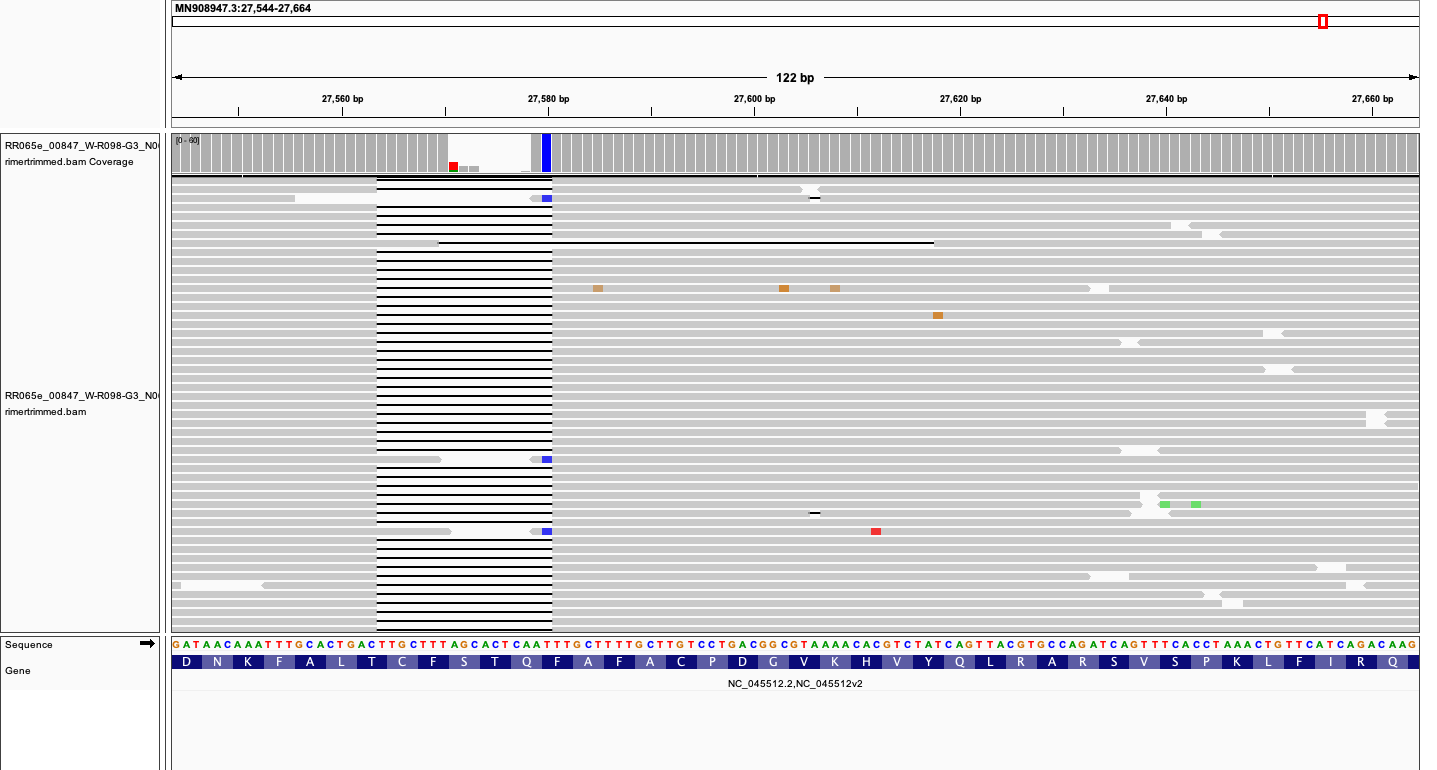 MN908947.3:27,544-27,664
122 bp
27,560 bp 27,580 bp 27,600 bp 27,620 bp 27,640 bp 27,660 bp
RR065e_00847_W-R098-G3_N0
rimertrimmed.bam Coverage
[0 - 60]
RR065e_00847_W-R098-G3_N0
rimertrimmed.bam
Sequence
GATAACAAATTTGCACTGACTTGCTTTAGCACTCAATTTGCTTTTGCTTGTCCTGACGGCGTAAAACACGTCTATCAGTTACGTGCCAGATCAGTTTCACCTAAACTGTTCATCAGACAAG
Gene
D N K F A L T C F S T Q F A F A C P D G V K H V Y Q L R A R S V S P K L F I R Q
NC_045512.2,NC_045512v2